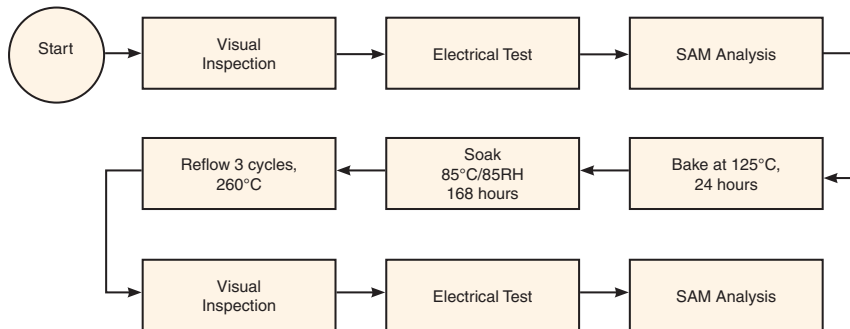 Start
Visual
Inspection
Electrical Test
SAM Analysis
Bake at 125°C,
24 hours
Soak
85°C/85RH
168 hours
Reflow 3 cycles,
260°C
Visual
Inspection
Electrical Test
SAM Analysis